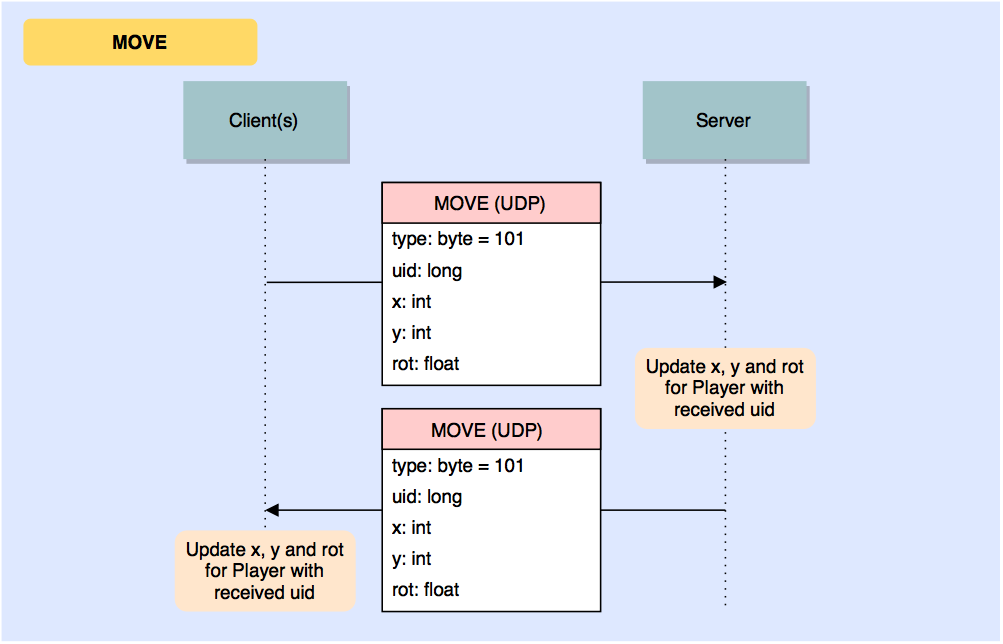 MOVE
Client(s)
Server
MOVE (UDP)
type: byte = 101
uid: long
x: int
y: int
rot: float
Update x, y and rot
for Player with
received uid
MOVE (UDP)
type: byte = 101
uid: long
x: int
y: int
rot: float
Update x, y and rot
for Player with
received uid